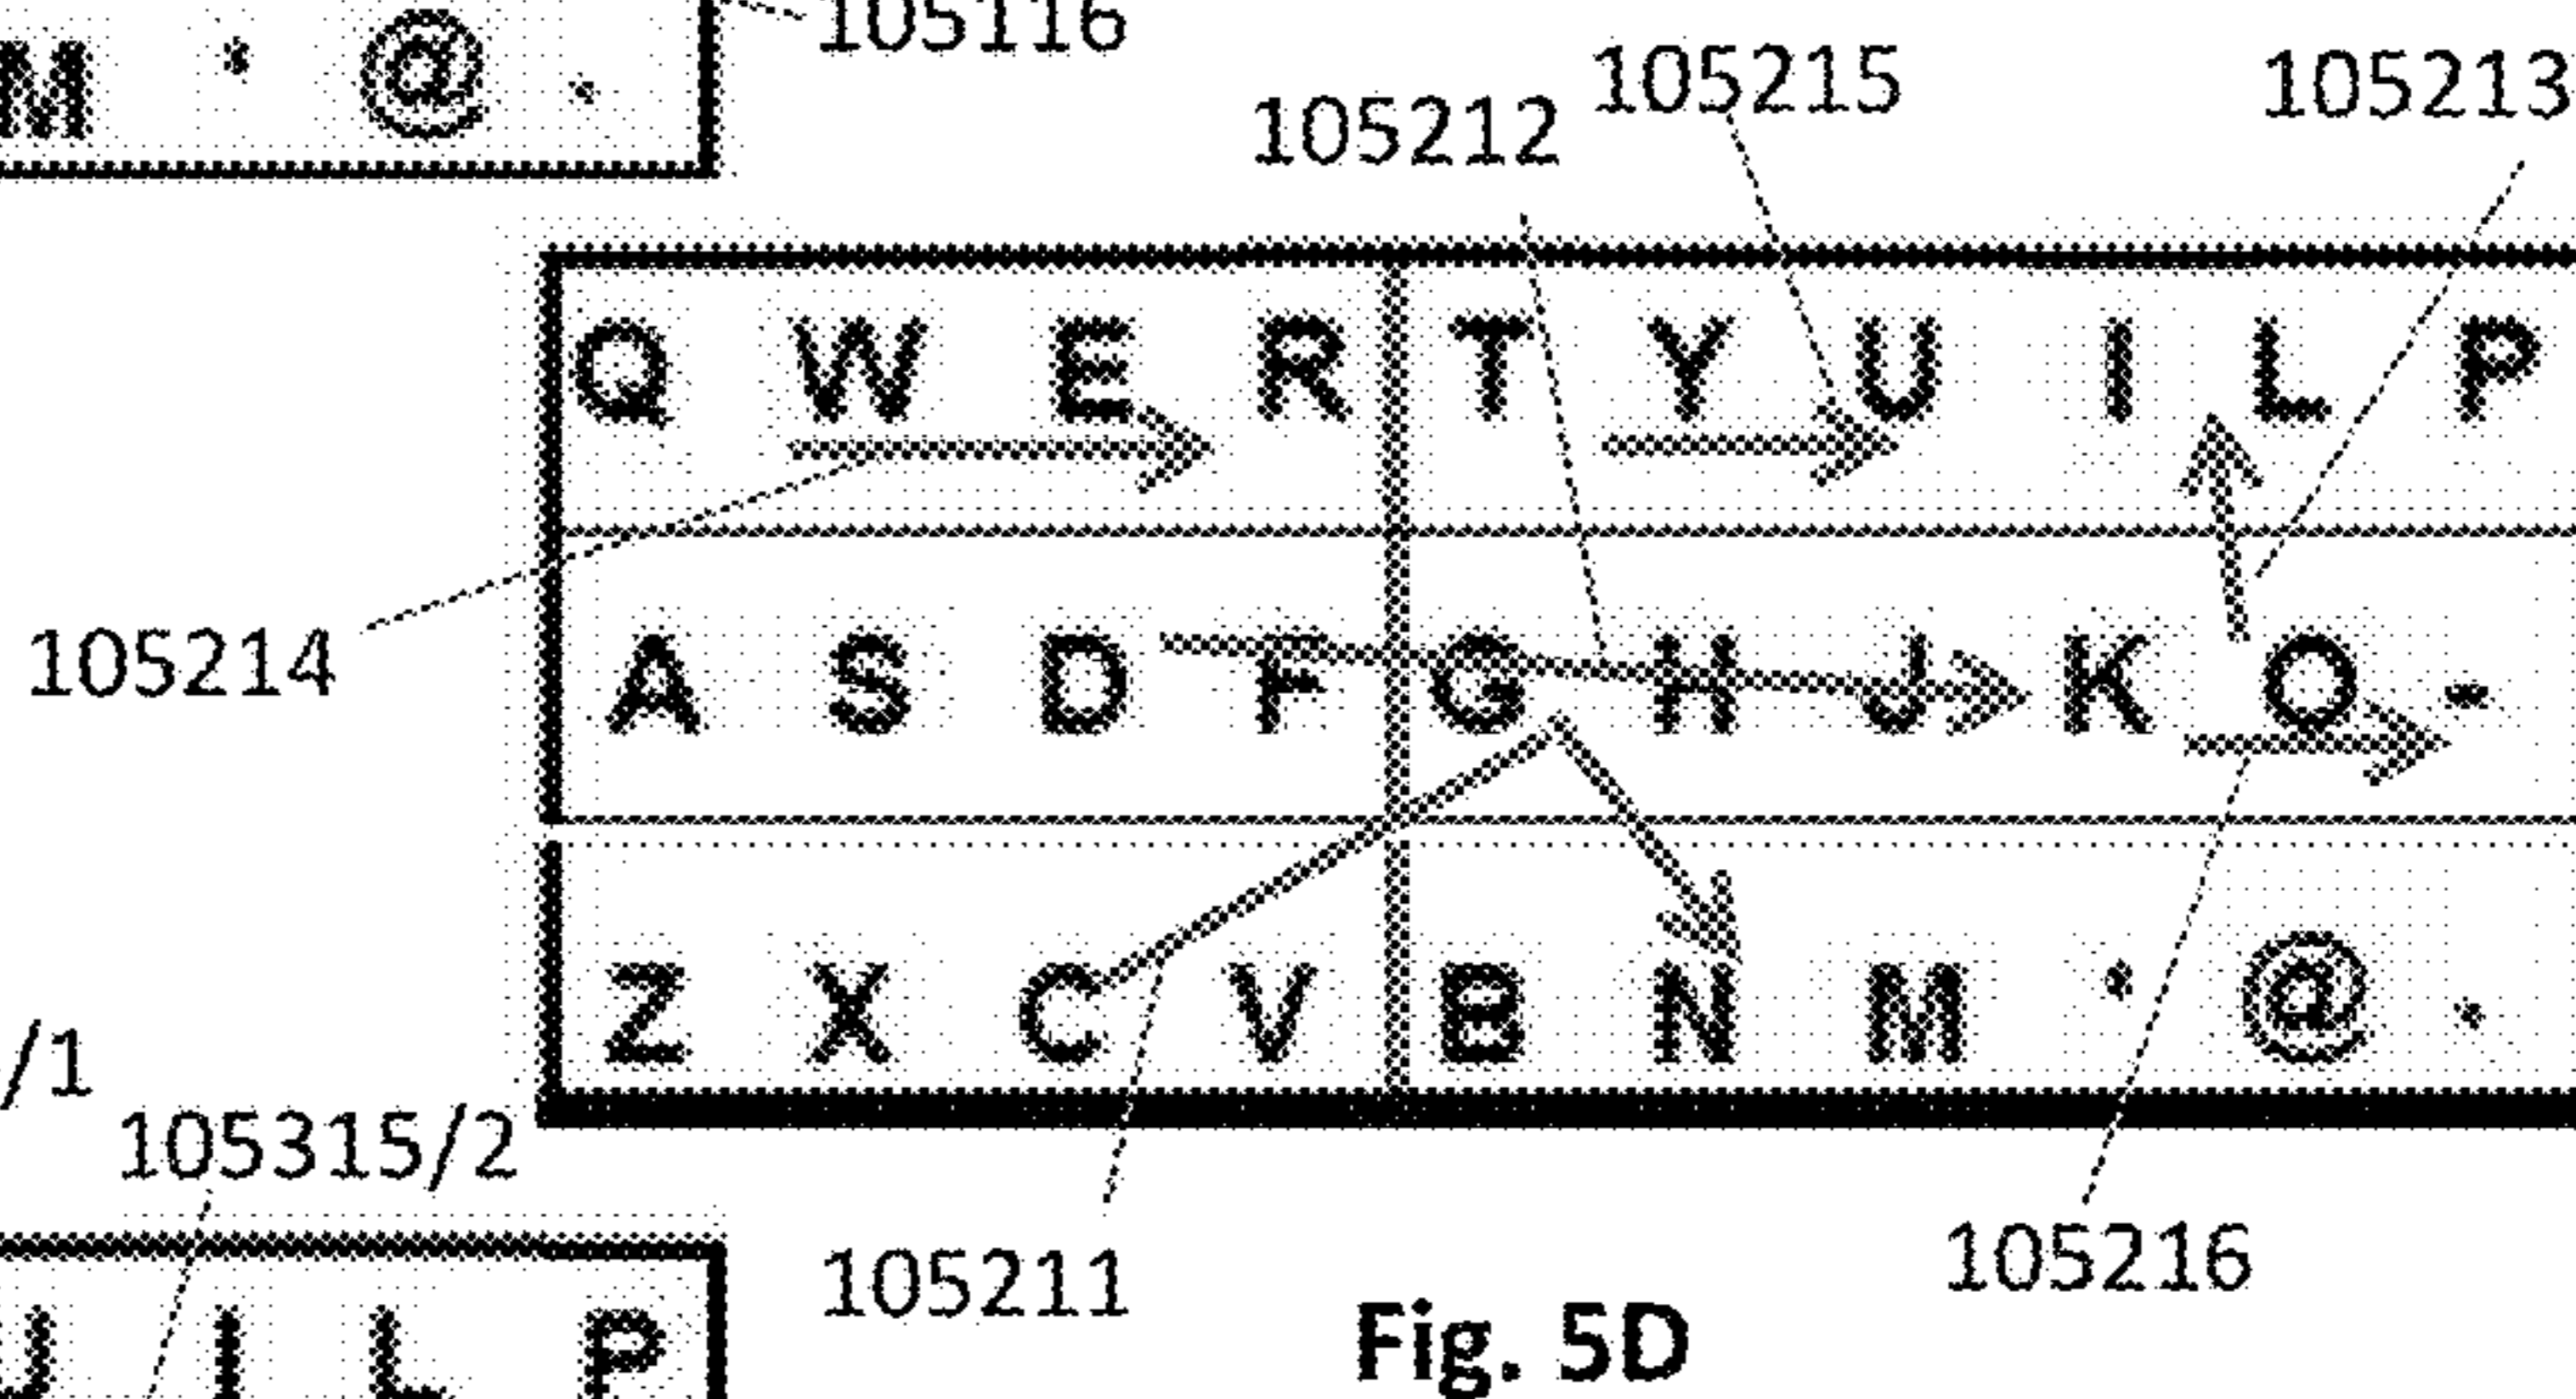 105116
M ' @ .
105215
105213
105212
Q W E R T Y U I L P
105214
A S D F G H J K O -
Z X C V B N M ' @ .
/1
105315/2
105211
105216
Fig. 5D
U I L P